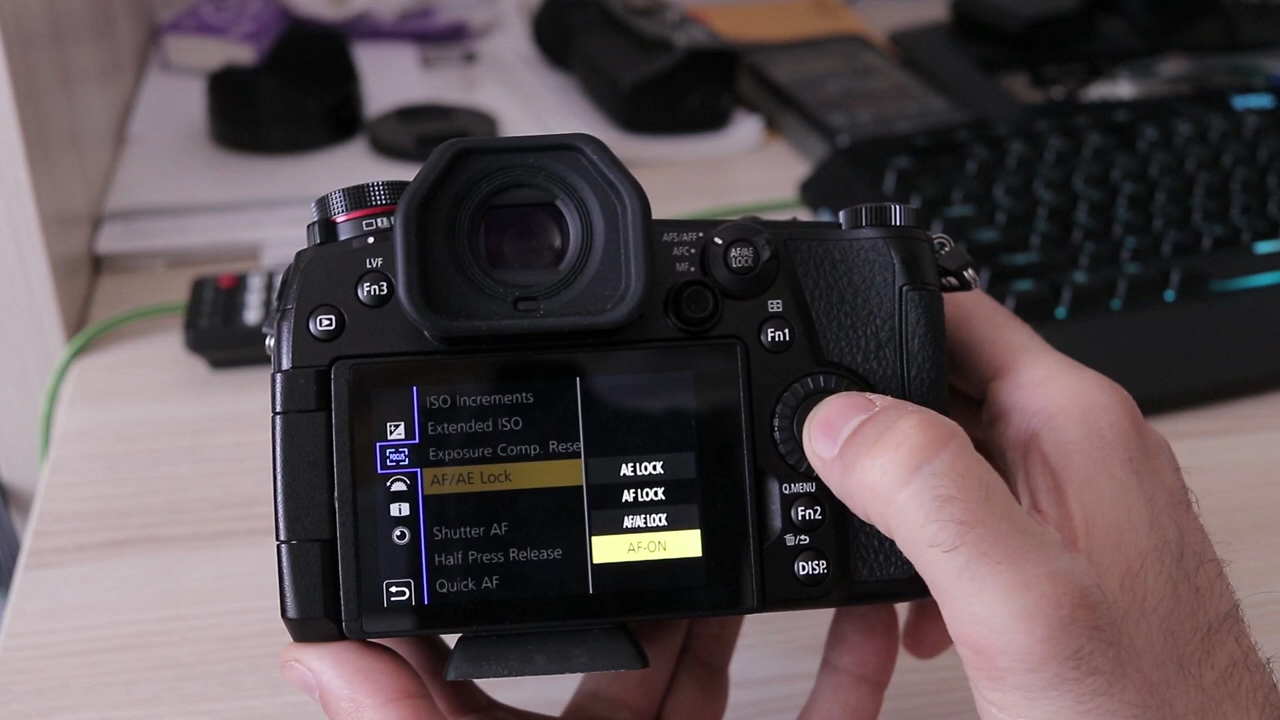 LVF
Fn3
AFS/AFF
AFC
MF
AF/AE
LOCK
Fn1
ISO Increments
Extended ISO
Exposure Comp. Rese
AF/AE Lock
Shutter AF
Half Press Release
Quick AF
FOCUS
AE LOCK
AF LOCK
AF/AE LOCK
AF-ON
Q.MENU
Fn2
DISP.